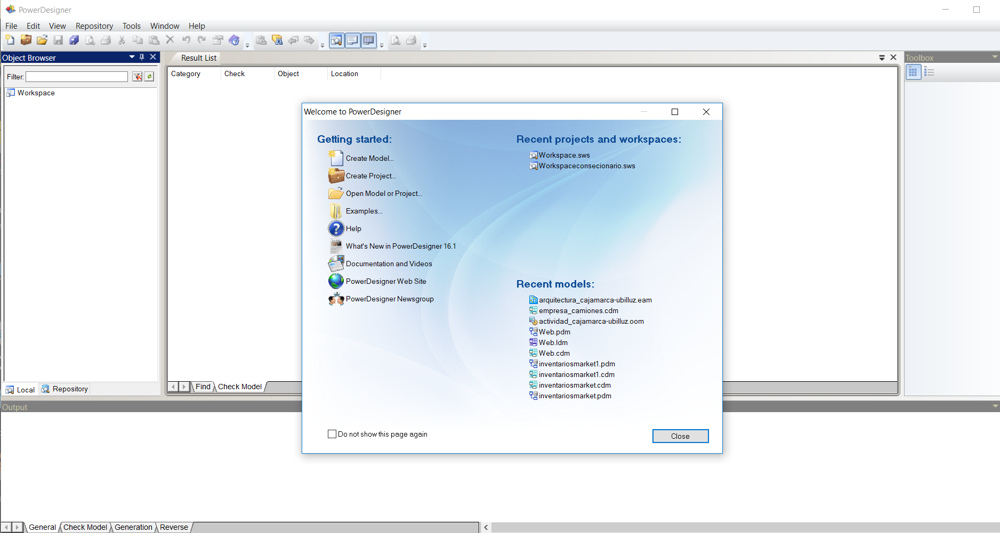 PowerDesigner
File Edit View Repository Tools Window Help
Object Browser
Filter:
Workspace
Local Repository
Result List
Category Check Object Location
Find Check Model
Toolbox
Welcome to PowerDesigner
Getting started:
Create Model...
Create Project...
Open Model or Project...
Examples...
Help
What's New in PowerDesigner 16.1
Documentation and Videos
PowerDesigner Web Site
PowerDesigner Newsgroup
Recent projects and workspaces:
Workspace.sws
Workspaceconsecionario.sws
Recent models:
arquitectura_cajamarca-ubilluz.eam
empresa_camiones.cdm
actividad_cajamarca-ubilluz.oom
Web.pdm
Web.ldm
Web.cdm
inventariosmarket1.pdm
inventariosmarket1.cdm
inventariosmarket.cdm
inventariosmarket.pdm
Do not show this page again
Close
Output
General Check Model Generation Reverse